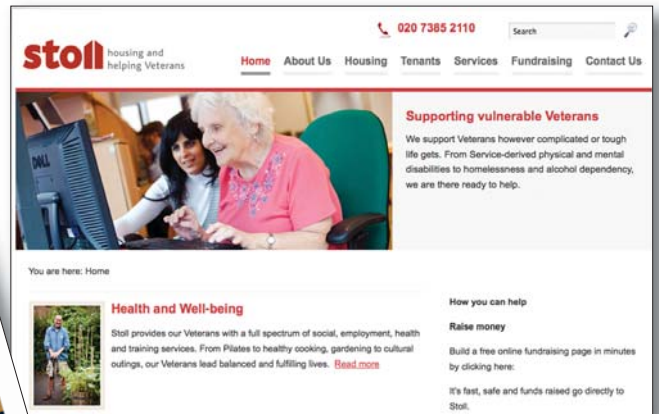 020 7385 2110
Search
stoll housing and
helping Veterans
Home About Us Housing Tenants Services Fundraising Contact Us
DELL
Supporting vulnerable Veterans
We support Veterans however complicated or tough
life gets. From Service-derived physical and mental
disabilities to homelessness and alcohol dependency,
we are there ready to help.
You are here: Home
Health and Well-being
Stoll provides our Veterans with a full spectrum of social, employment, health
and training services. From Pilates to healthy cooking, gardening to cultural
outings, our Veterans lead balanced and fulfilling lives. Read more
How you can help
Raise money
Build a free online fundraising page in minutes
by clicking here:
It's fast, safe and funds raised go directly to
Stoll.